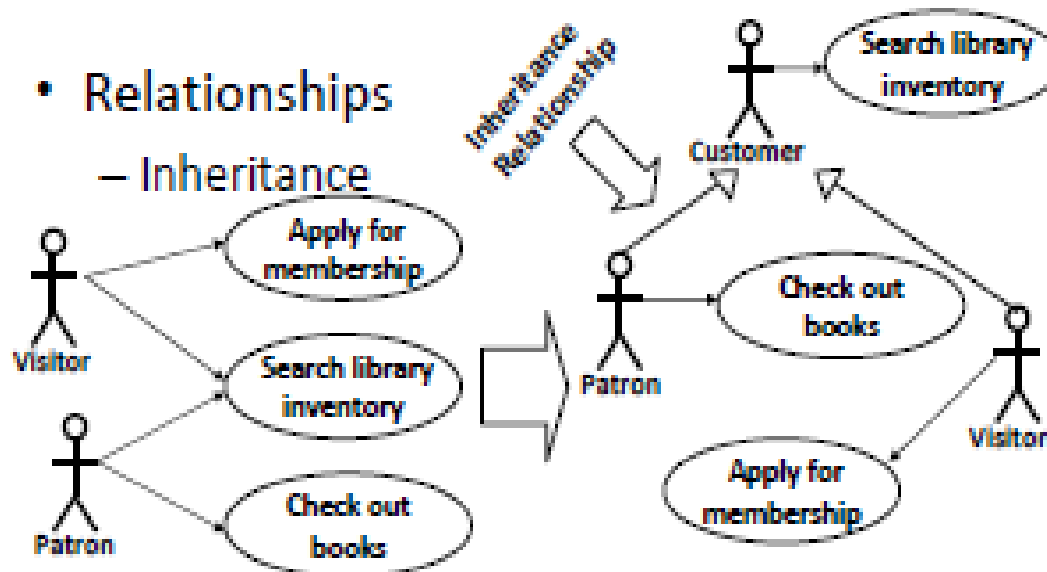 • Relationships
– Inheritance
Apply for
membership
Visitor
Search library
inventory
Patron
Check out
books
Inheritance
Relationship
Customer
Search library
inventory
Patron
Check out
books
Visitor
Apply for
membership